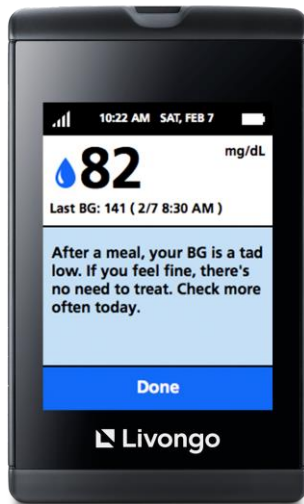 10:22 AM SAT, FEB 7
82 mg/dL
Last BG: 141 ( 2/7 8:30 AM )
After a meal, your BG is a tad
low. If you feel fine, there's
no need to treat. Check more
often today.
Done
Livongo